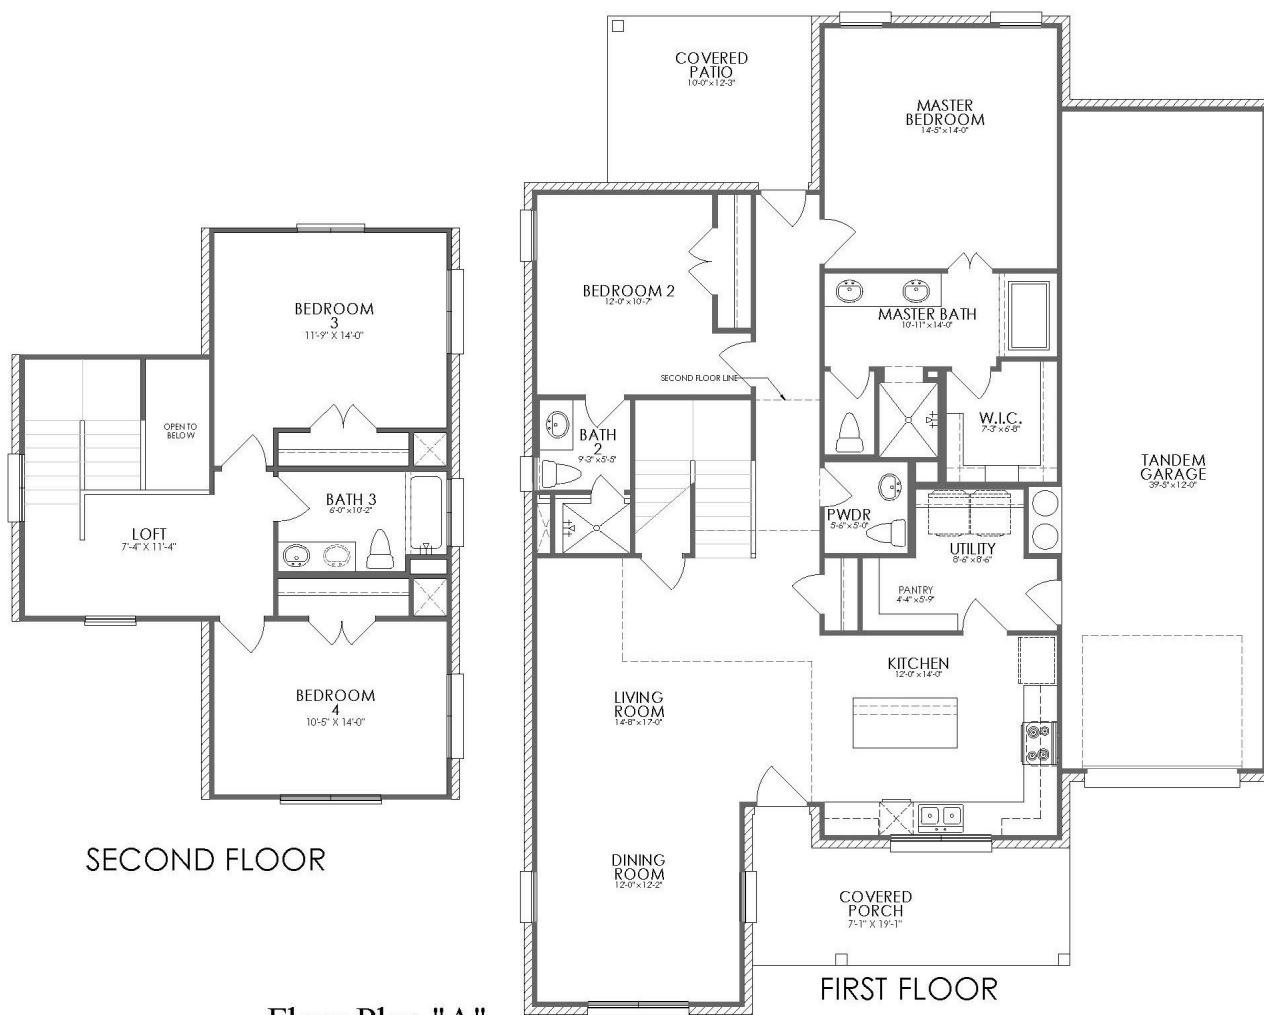 COVERED
PATIO
10'-0" x 12'-3"
MASTER
BEDROOM
14'-5" x 14'-0"
BEDROOM 2
12'-0" x 10'-7"
MASTER BATH
10'-11" x 14'-0"
SECOND FLOOR LINE
W.I.C.
7'-3" x 6'-8"
BATH
2
9'-3" x 5'-5"
TANDEM
GARAGE
39'-5" x 12'-0"
PWDR
5'-6" x 5'-0"
UTILITY
8'-6" x 8'-6"
PANTRY
4'-4" x 5'-9"
KITCHEN
12'-0" x 14'-0"
LIVING
ROOM
14'-8" x 17'-0"
DINING
ROOM
12'-0" x 12'-2"
COVERED
PORCH
7'-1" X 19'-1"
FIRST FLOOR
BEDROOM
3
11'-9" X 14'-0"
OPEN TO
BELOW
BATH 3
6'-0" x 10'-2"
LOFT
7'-4" X 11'-4"
BEDROOM
4
10'-5" X 14'-0"
SECOND FLOOR
Floor Plan "A"